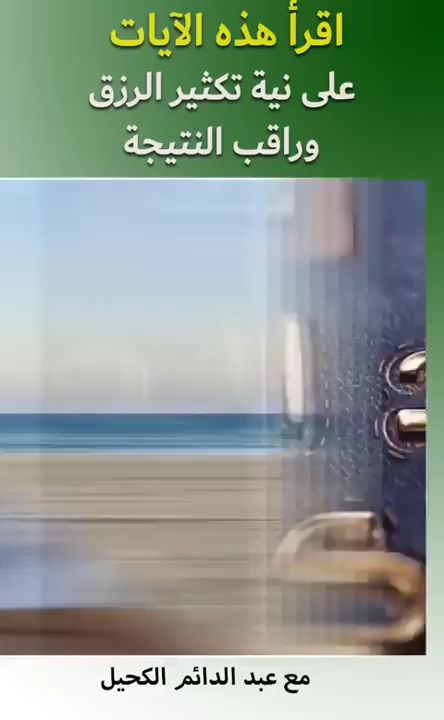 اقرأ هذه الآيات
على نية تكثير الرزق
وراقب النتيجة
مع عبد الدائم الكحيل